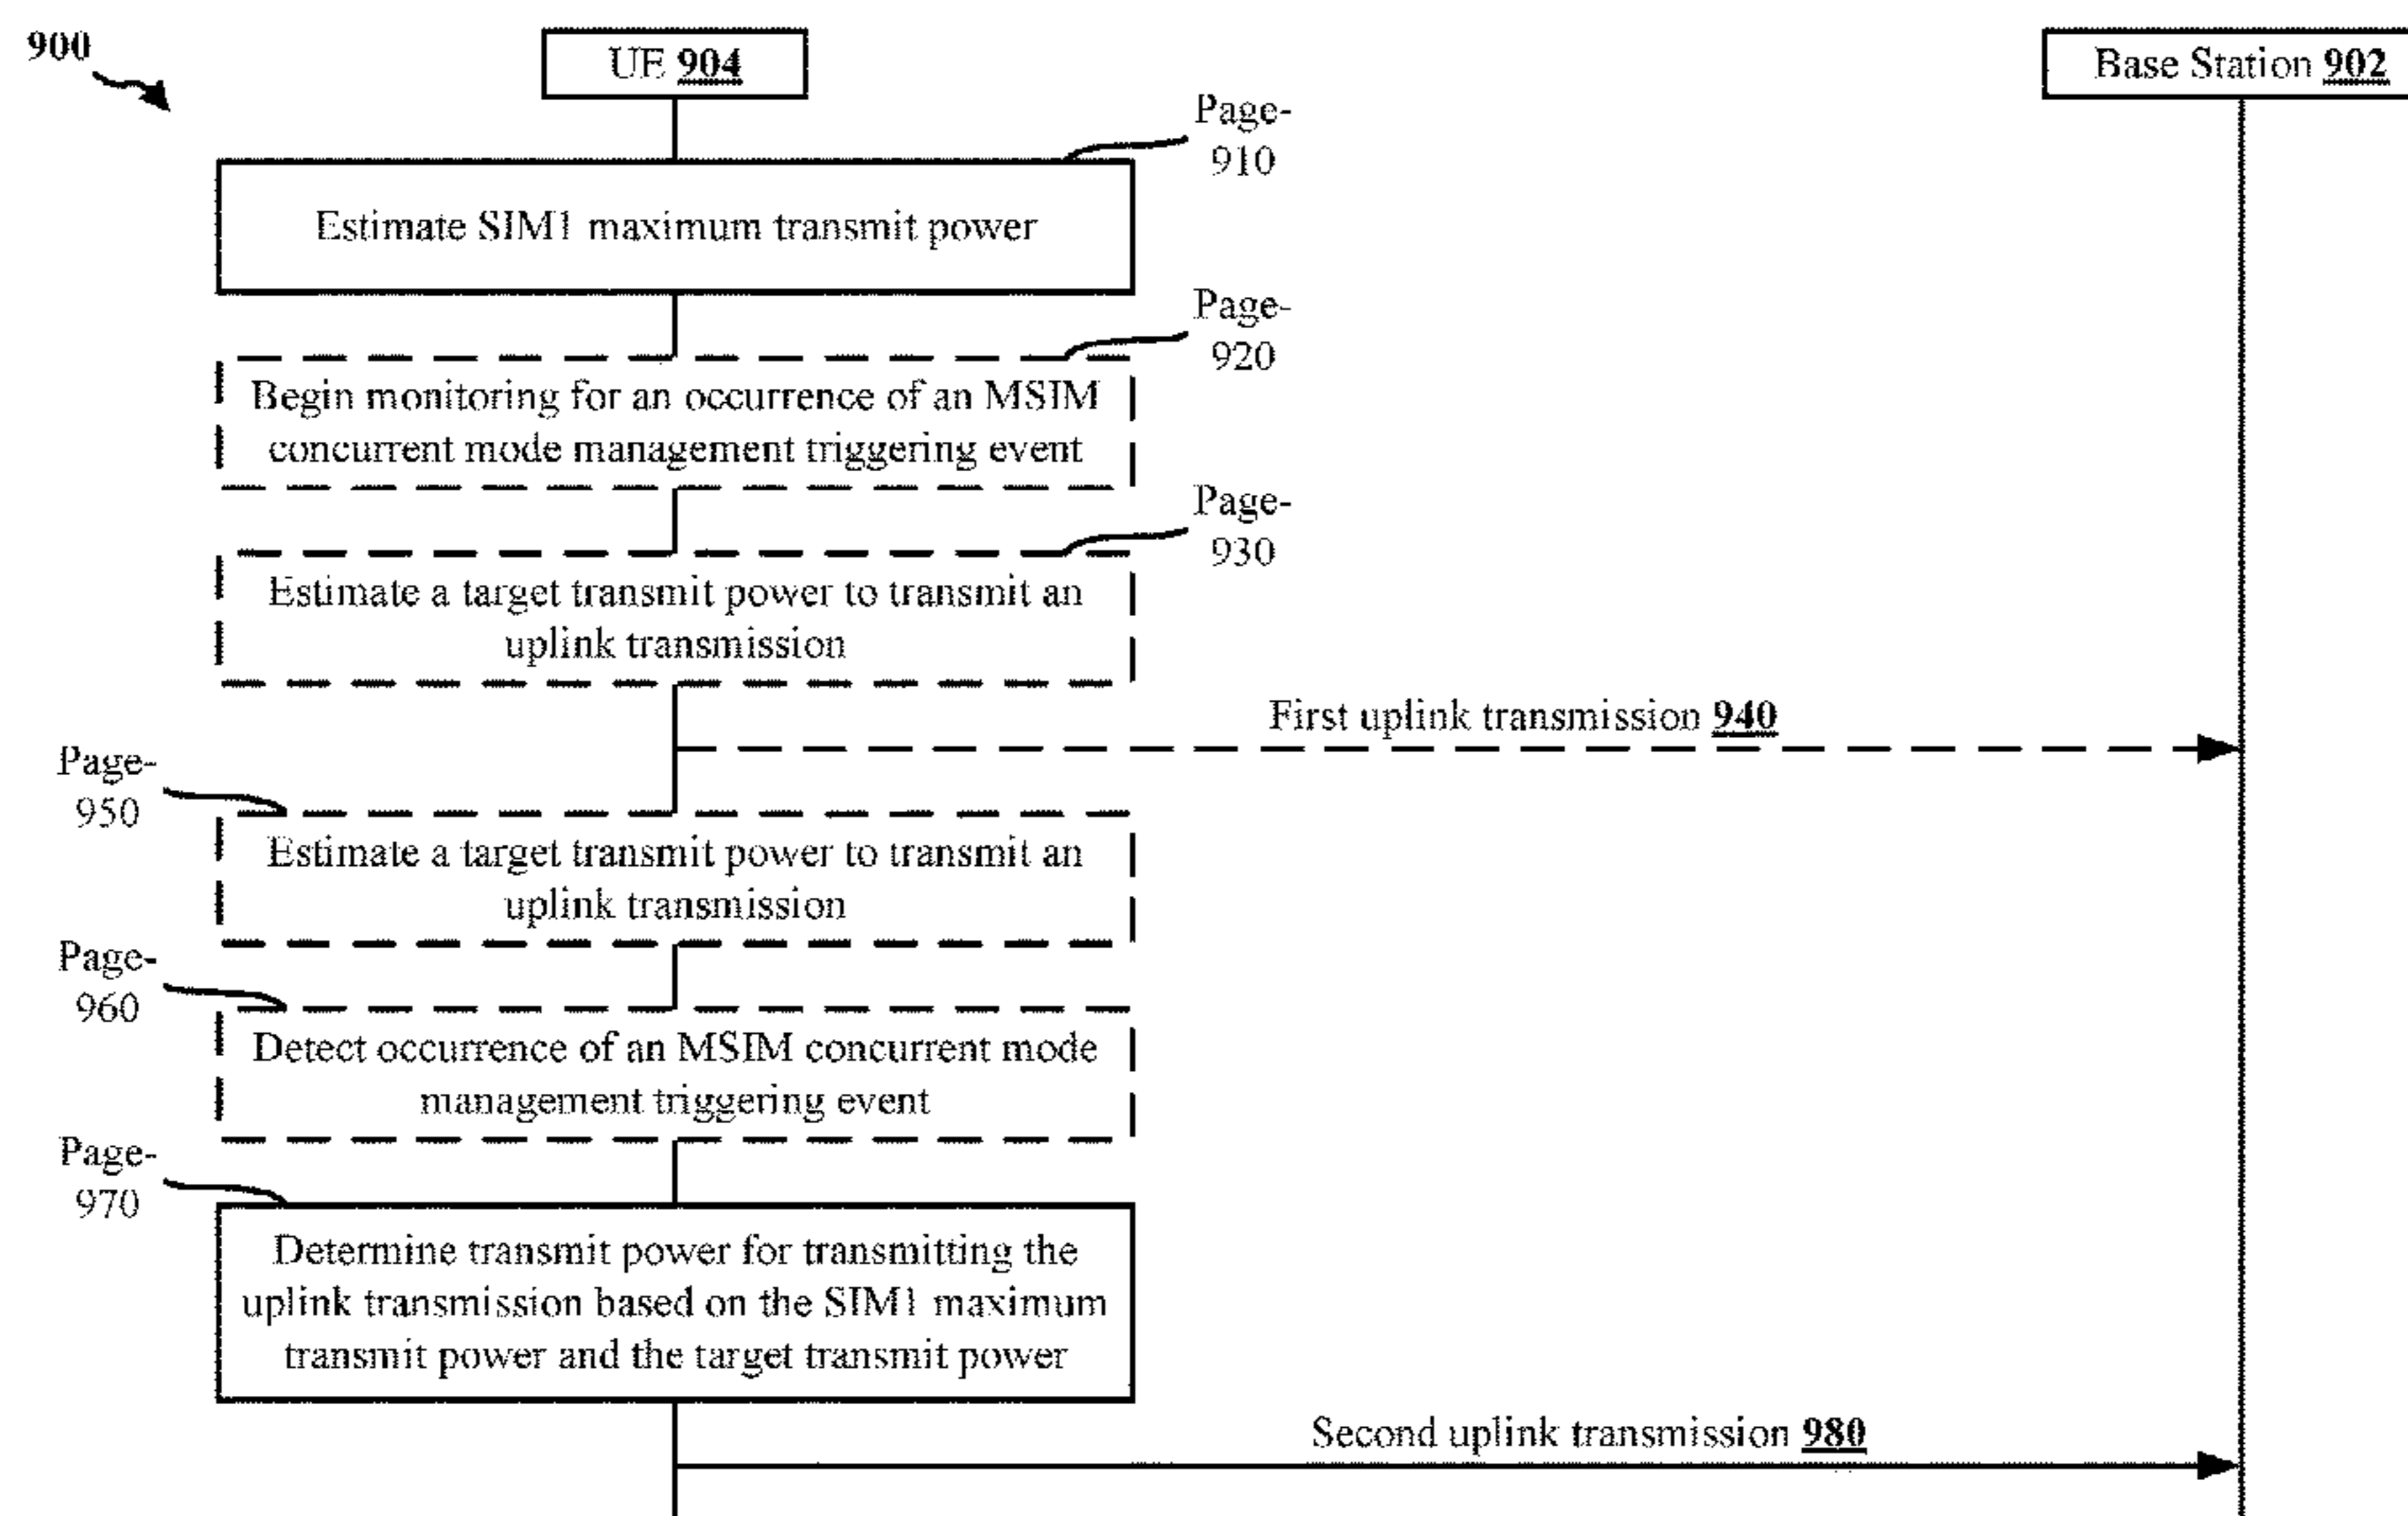 900
UE 904
Base Station 902
Page-
910
Estimate SIM1 maximum transmit power
Page-
920
Begin monitoring for an occurrence of an MSIM
concurrent mode management triggering event
Page-
930
Estimate a target transmit power to transmit an
uplink transmission
First uplink transmission 940
Page-
950
Estimate a target transmit power to transmit an
uplink transmission
Page-
960
Detect occurrence of an MSIM concurrent mode
management triggering event
Page-
970
Determine transmit power for transmitting the
uplink transmission based on the SIM1 maximum
transmit power and the target transmit power
Second uplink transmission 980